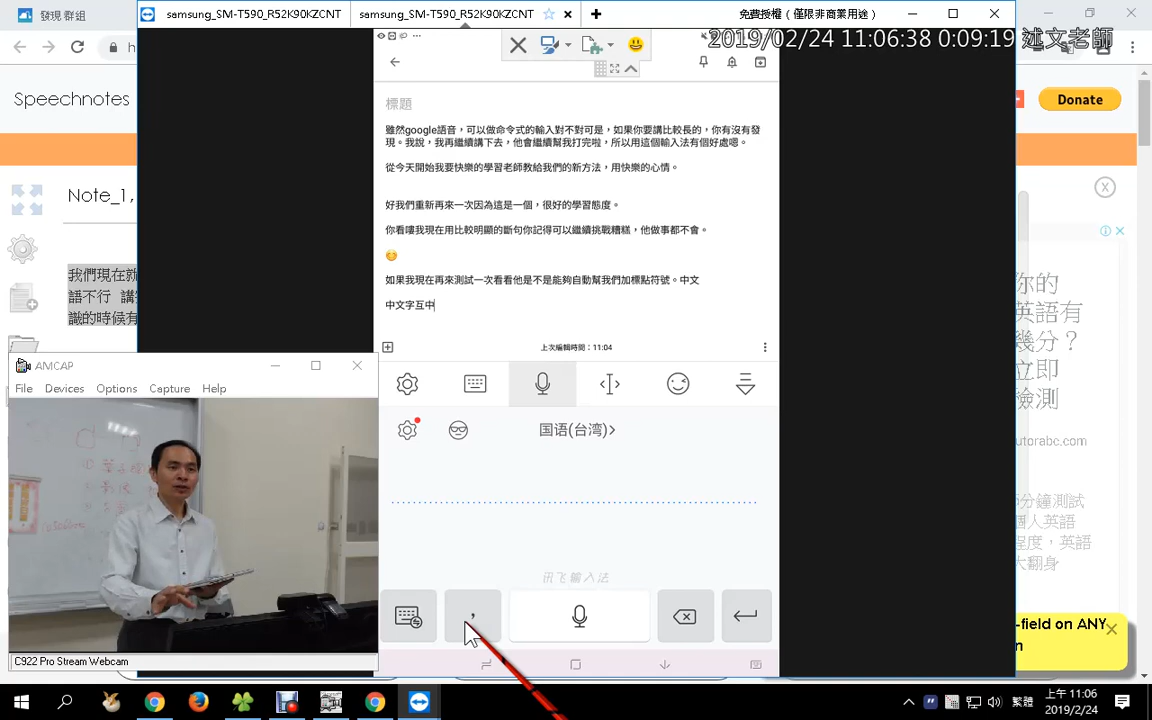 發現 群組
samsung_SM-T590_R52K90KZCNT
samsung_SM-T590_R52K90KZCNT
免費授權（僅限非商業用途）
2019/02/24 11:06:38 0:09:19 述文老師
Speechnotes
Donate
Note_1,
標題
雖然google語音，可以做命令式的輸入對不對可是，如果你要講比較長的，你有沒有發
現。我說，我再繼續講下去，他會繼續幫我打完啦，所以用這個輸入法有個好處嗯。
從今天開始我要快樂的學習老師教給我們的新方法，用快樂的心情。
好我們重新再來一次因為這是一個，很好的學習態度。
你看嘍我現在用比較明顯的斷句你記得可以繼續挑戰糟糕，他做事都不會。
如果我現在再來測試一次看看他是不是能夠自動幫我們加標點符號。中文
中文字互中
上次編輯時間：11:04
我們現在就
語不行 講
識的時候有
你的
英語有
幾分？
立即
檢測
utorabc.com
分鐘測試
個人英語
程度，英語
大翻身
AMCAP
File Devices Options Capture Help
国语(台湾)>
讯飞输入法
，
C922 Pro Stream Webcam
-field on ANY
n
繁體
上午 11:06
2019/2/24